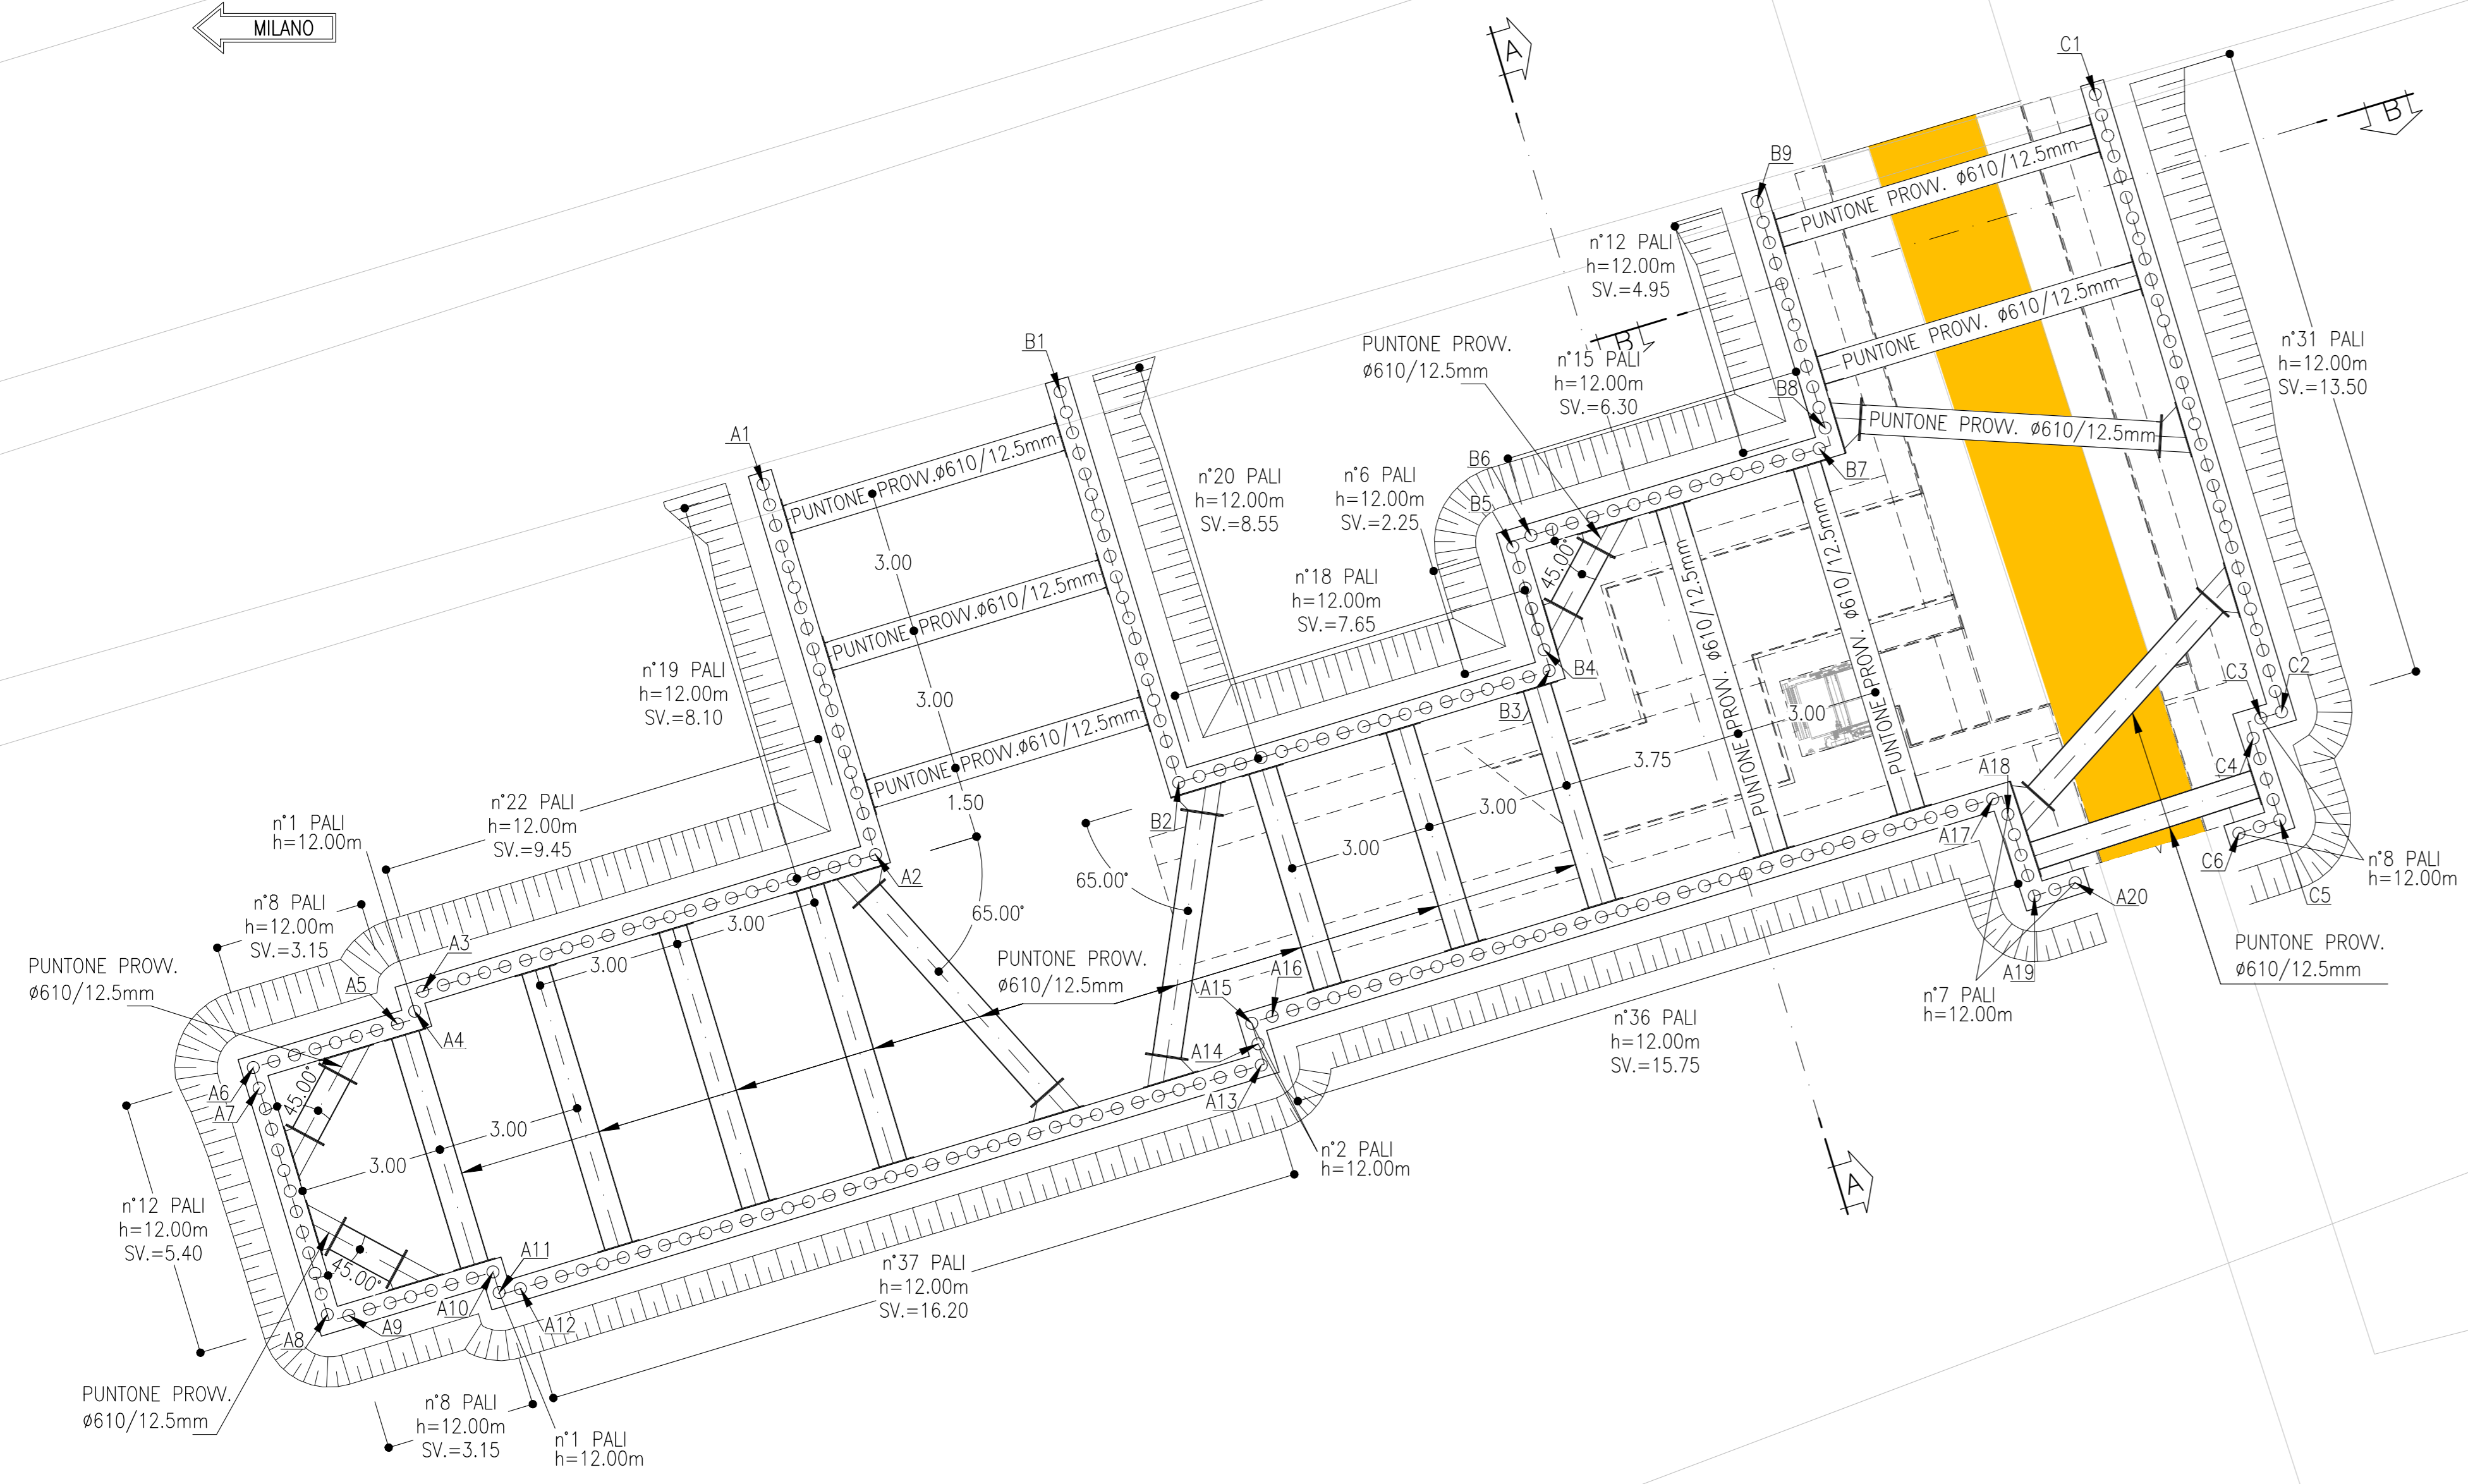 MILANO
C1
A
B
B9
PUNTONE PROVV. ø610/12.5mm
n°12 PALI
h=12.00m
SV.=4.95
PUNTONE PROVV. ø610/12.5mm
B
B1
PUNTONE PROVV.
ø610/12.5mm
n°15 PALI
h=12.00m
SV.=6.30
B8
n°31 PALI
h=12.00m
SV.=13.50
PUNTONE PROVV. ø610/12.5mm
A1
B6
B7
B5
PUNTONE PROVV.ø610/12.5mm
n°20 PALI
h=12.00m
SV.=8.55
n°6 PALI
h=12.00m
SV.=2.25
3.00
45.00°
PUNTONE PROVV. ø610/12.5mm
PUNTONE PROVV. ø610/12.5mm
n°18 PALI
h=12.00m
SV.=7.65
PUNTONE PROVV.ø610/12.5mm
n°19 PALI
h=12.00m
SV.=8.10
3.00
B4
B3
C3
C2
3.00
C4
PUNTONE PROVV.ø610/12.5mm
1.50
3.75
A18
n°22 PALI
h=12.00m
SV.=9.45
n°1 PALI
h=12.00m
B2
3.00
3.00
A17
C6
C5
n°8 PALI
h=12.00m
A2
65.00°
65.00°
A20
n°8 PALI
h=12.00m
SV.=3.15
3.00
A3
3.00
PUNTONE PROVV.
ø610/12.5mm
PUNTONE PROVV.
ø610/12.5mm
PUNTONE PROVV.
ø610/12.5mm
A5
A4
A15
A16
A19
n°7 PALI
h=12.00m
n°36 PALI
h=12.00m
SV.=15.75
A14
A6
A7
45.00°
A13
3.00
3.00
n°2 PALI
h=12.00m
A
n°12 PALI
h=12.00m
SV.=5.40
A11
45.00°
n°37 PALI
h=12.00m
SV.=16.20
A10
A12
A9
A8
PUNTONE PROVV.
ø610/12.5mm
n°8 PALI
h=12.00m
SV.=3.15
n°1 PALI
h=12.00m